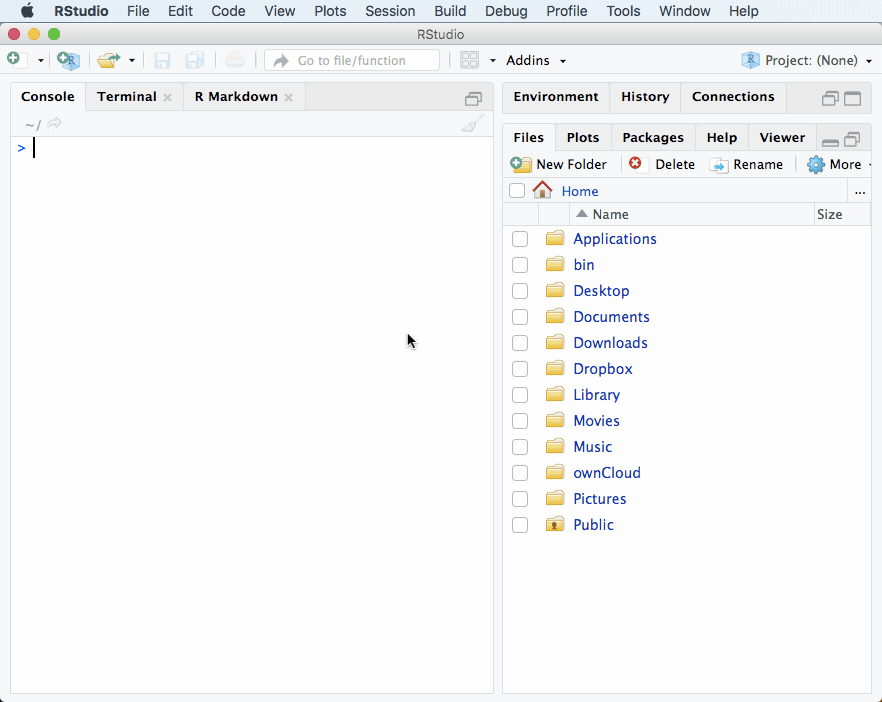 RStudio File Edit Code View Plots Session Build Debug Profile Tools Window Help
RStudio
Go to file/function Addins Project: (None)
Console Terminal R Markdown
~/
>
Environment History Connections
Files Plots Packages Help Viewer
New Folder Delete Rename More
Home ...
Name Size
Applications
bin
Desktop
Documents
Downloads
Dropbox
Library
Movies
Music
ownCloud
Pictures
Public